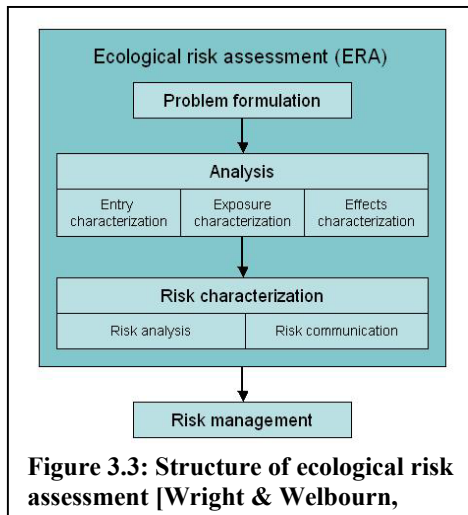 Ecological risk assessment (ERA)
Problem formulation
Analysis
Entry characterization
Exposure characterization
Effects characterization
Risk characterization
Risk analysis
Risk communication
Risk management
Figure 3.3: Structure of ecological risk
assessment [Wright & Welbourn,